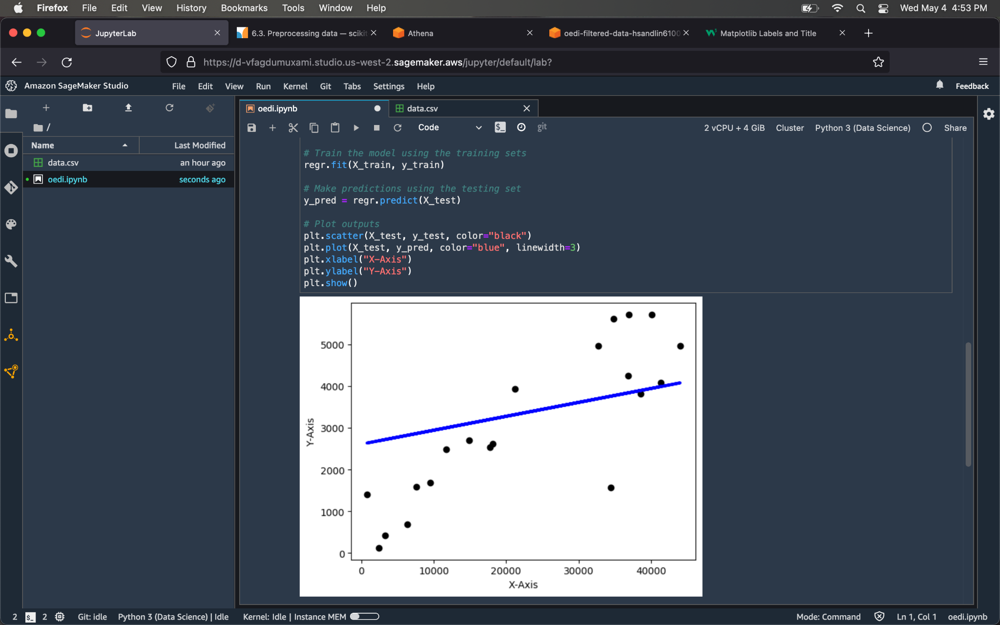 Firefox File Edit View History Bookmarks Tools Window Help Wed May 4 4:53 PM
JupyterLab 6.3. Preprocessing data — scikit Athena oedi-filtered-data-hsandlin6100 Matplotlib Labels and Title
https://d-vfagdumuxami.studio.us-west-2.sagemaker.aws/jupyter/default/lab?
Amazon SageMaker Studio File Edit View Run Kernel Git Tabs Settings Help Feedback
oedi.ipynb data.csv
/
Code $_ git 2 vCPU + 4 GiB Cluster Python 3 (Data Science) Share
Name Last Modified
data.csv an hour ago
oedi.ipynb seconds ago
# Train the model using the training sets
regr.fit(X_train, y_train)
# Make predictions using the testing set
y_pred = regr.predict(X_test)
# Plot outputs
plt.scatter(X_test, y_test, color="black")
plt.plot(X_test, y_pred, color="blue", linewidth=3)
plt.xlabel("X-Axis")
plt.ylabel("Y-Axis")
plt.show()
5000
4000
3000
2000
1000
0
Y-Axis
0 10000 20000 30000 40000
X-Axis
2 $_ 2 Git: idle Python 3 (Data Science) | Idle Kernel: Idle | Instance MEM Mode: Command Ln 1, Col 1 oedi.ipynb